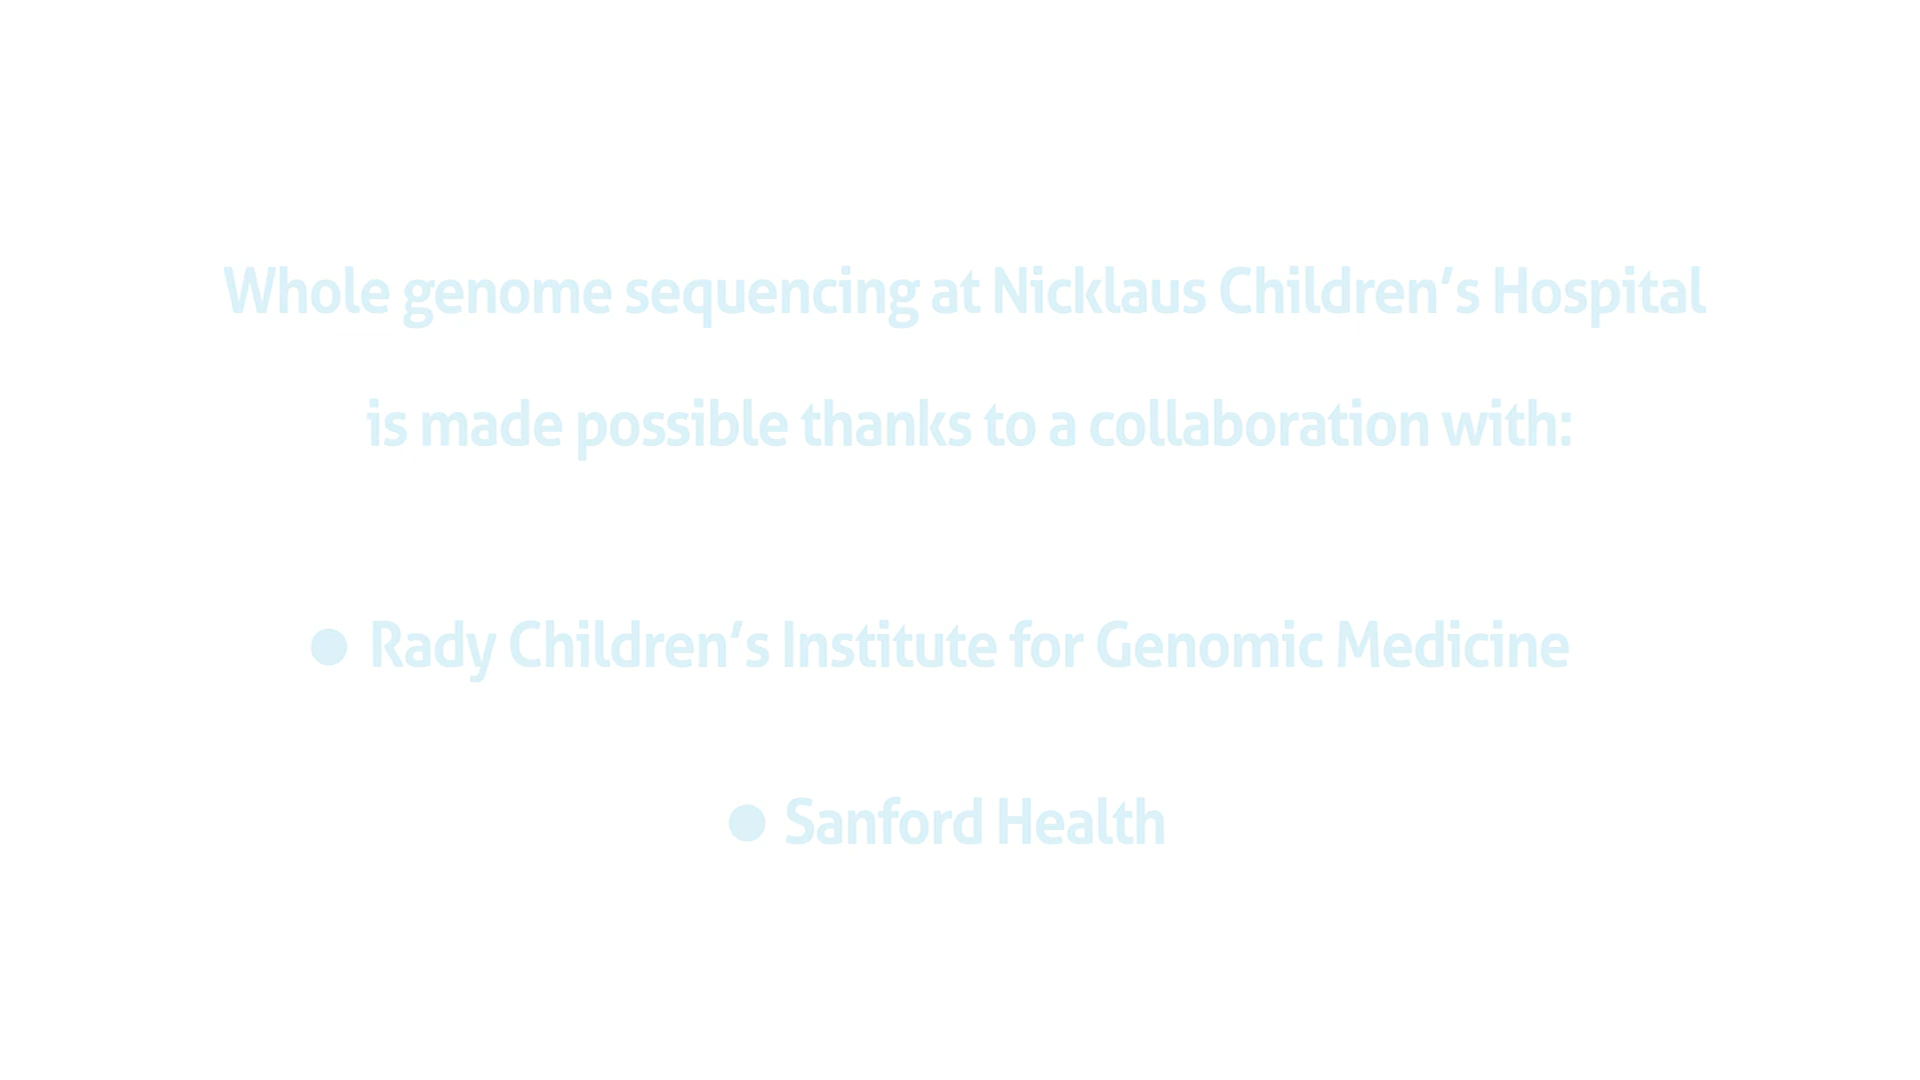 Whole genome sequencing at Nicklaus Children’s Hospital
is made possible thanks to a collaboration with:
● Rady Children’s Institute for Genomic Medicine
● Sanford Health